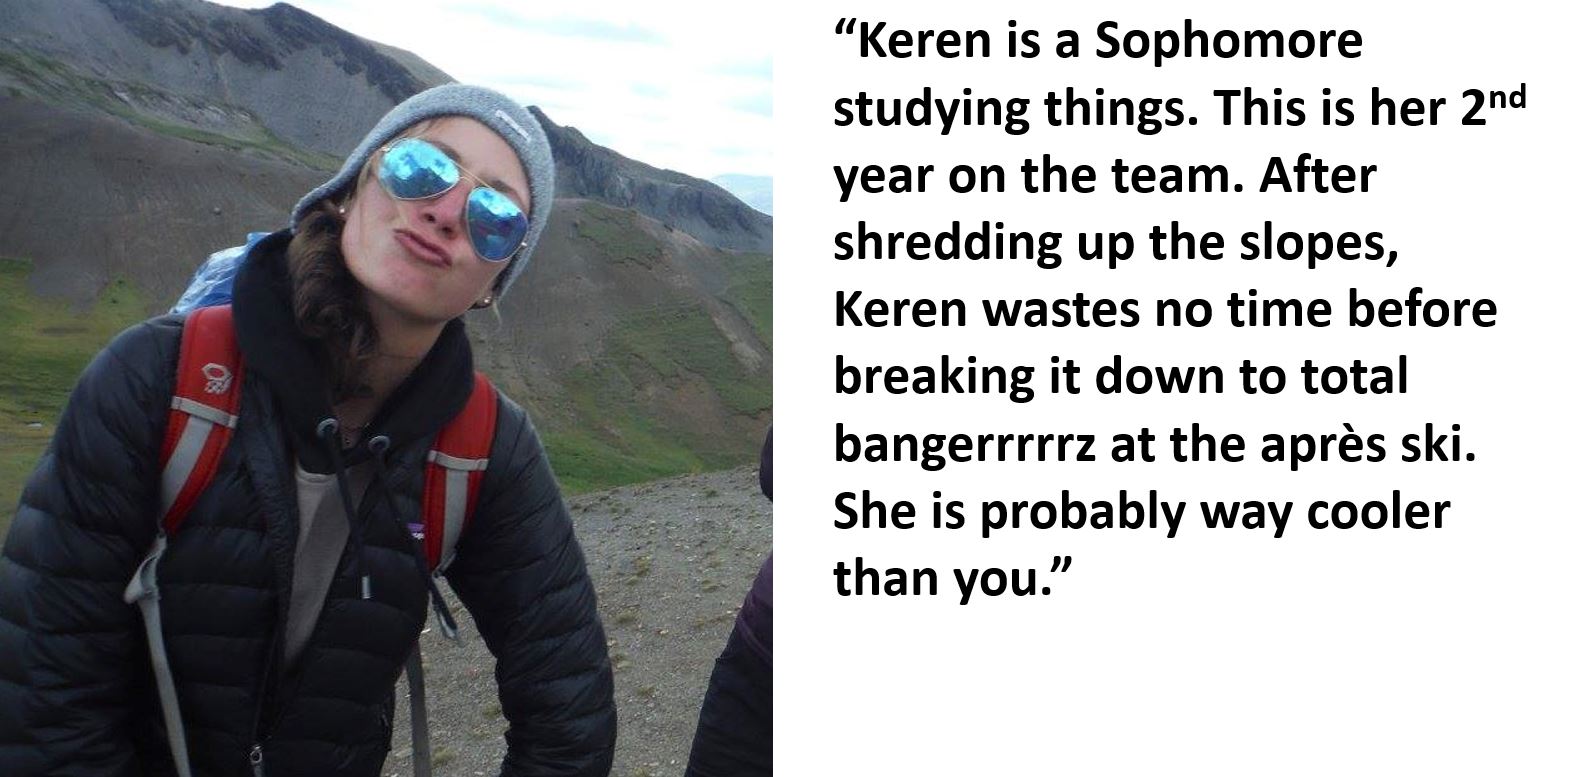 “Keren is a Sophomore
studying things. This is her 2nd
year on the team. After
shredding up the slopes,
Keren wastes no time before
breaking it down to total
bangerrrrrz at the après ski.
She is probably way cooler
than you.”